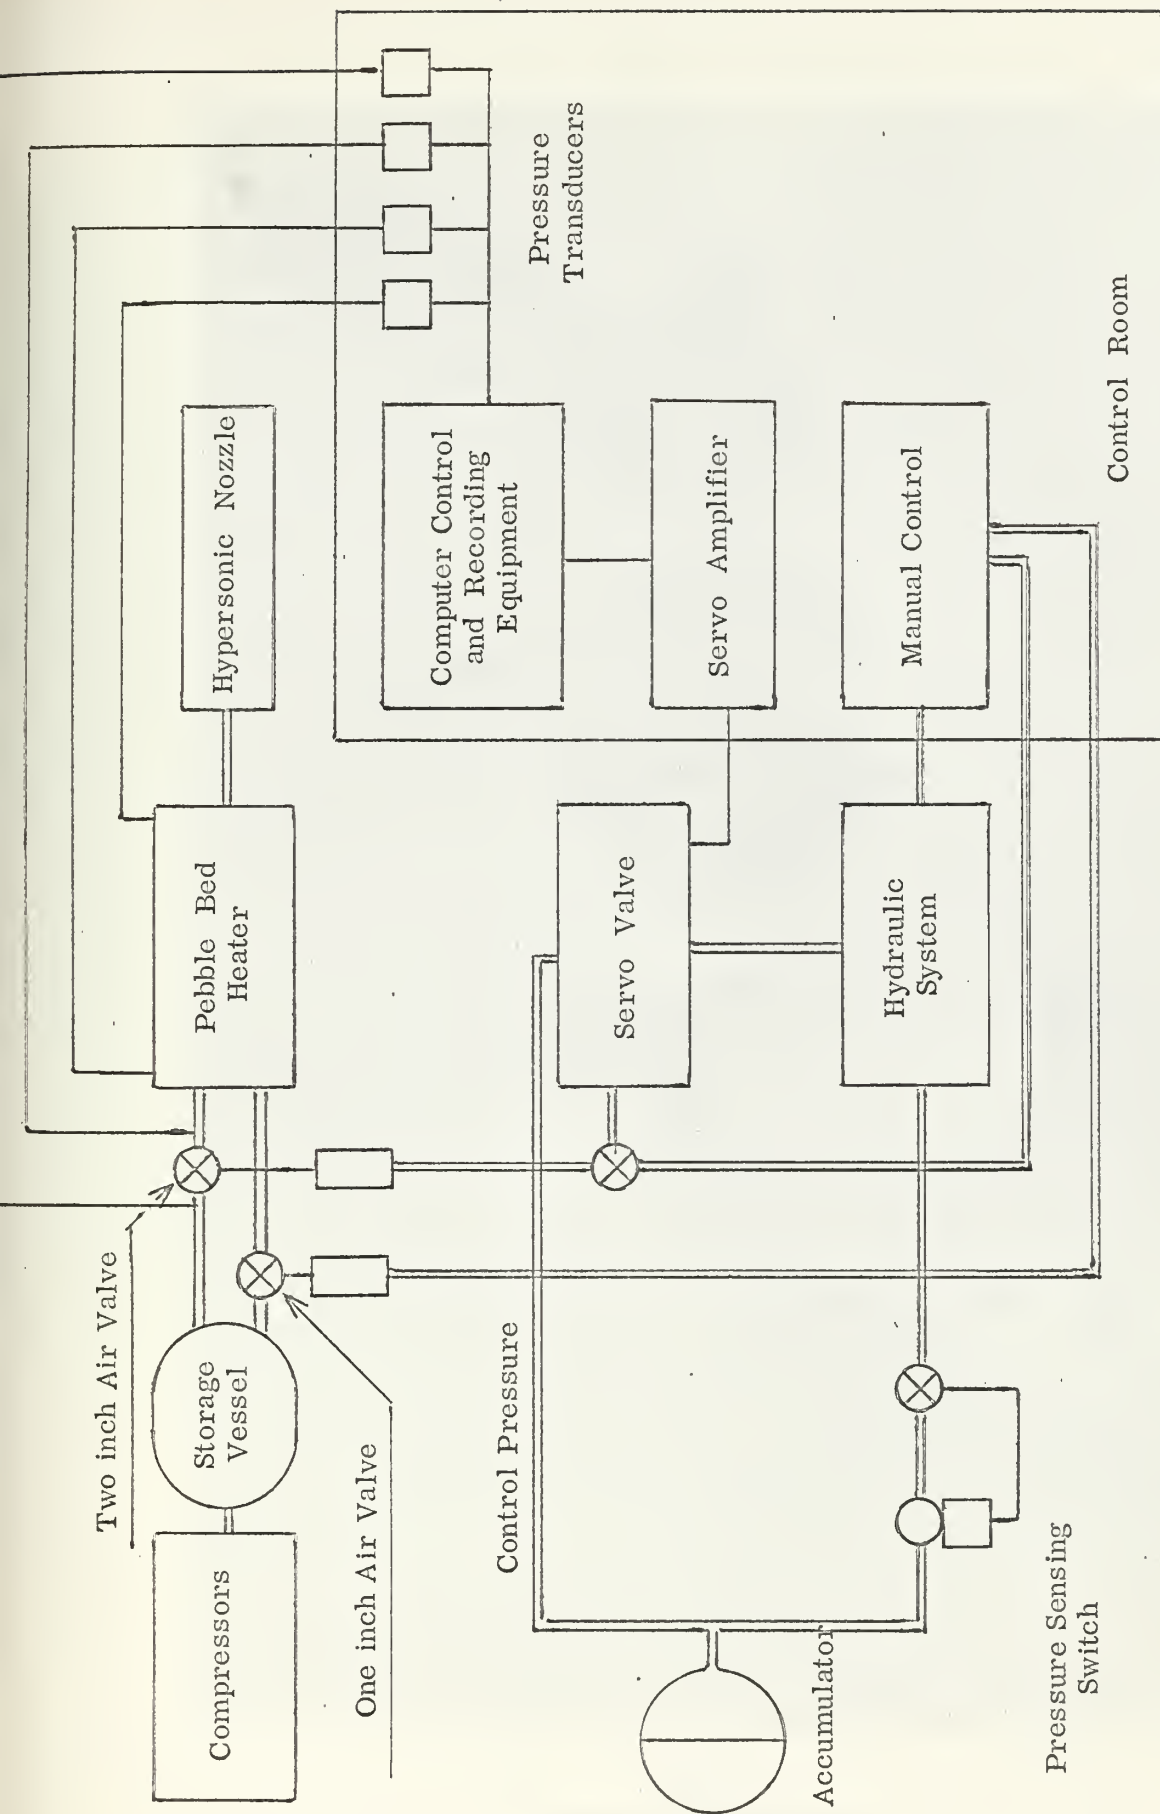 Two inch Air Valve
Compressors
Storage
Vessel
Pebble Bed
Heater
Hypersonic Nozzle
One inch Air Valve
Computer Control
and Recording
Equipment
Control Pressure
Pressure
Transducers
Servo Valve
Servo Amplifier
Accumulator
Hydraulic
System
Manual Control
Pressure Sensing
Switch
Control Room